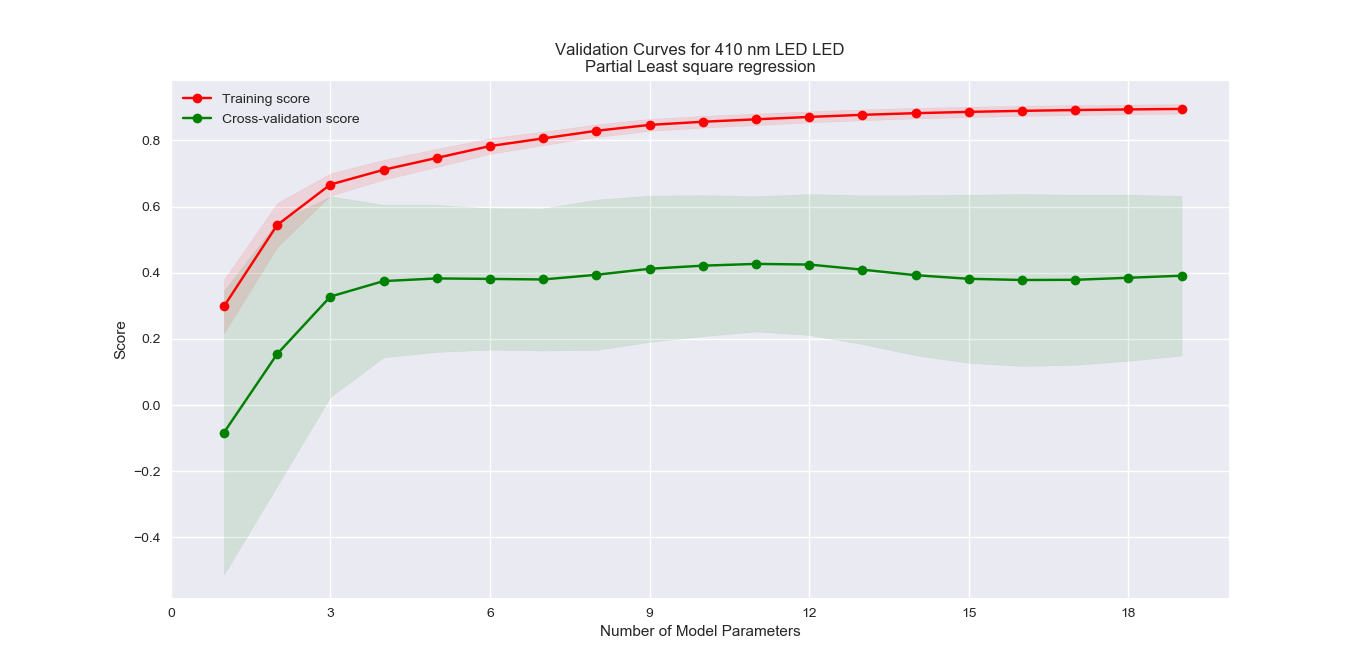 Validation Curves for 410 nm LED LED
Partial Least square regression
Training score
Cross-validation score
0.8
0.6
0.4
0.2
0.0
−0.2
−0.4
Score
0 3 6 9 12 15 18
Number of Model Parameters